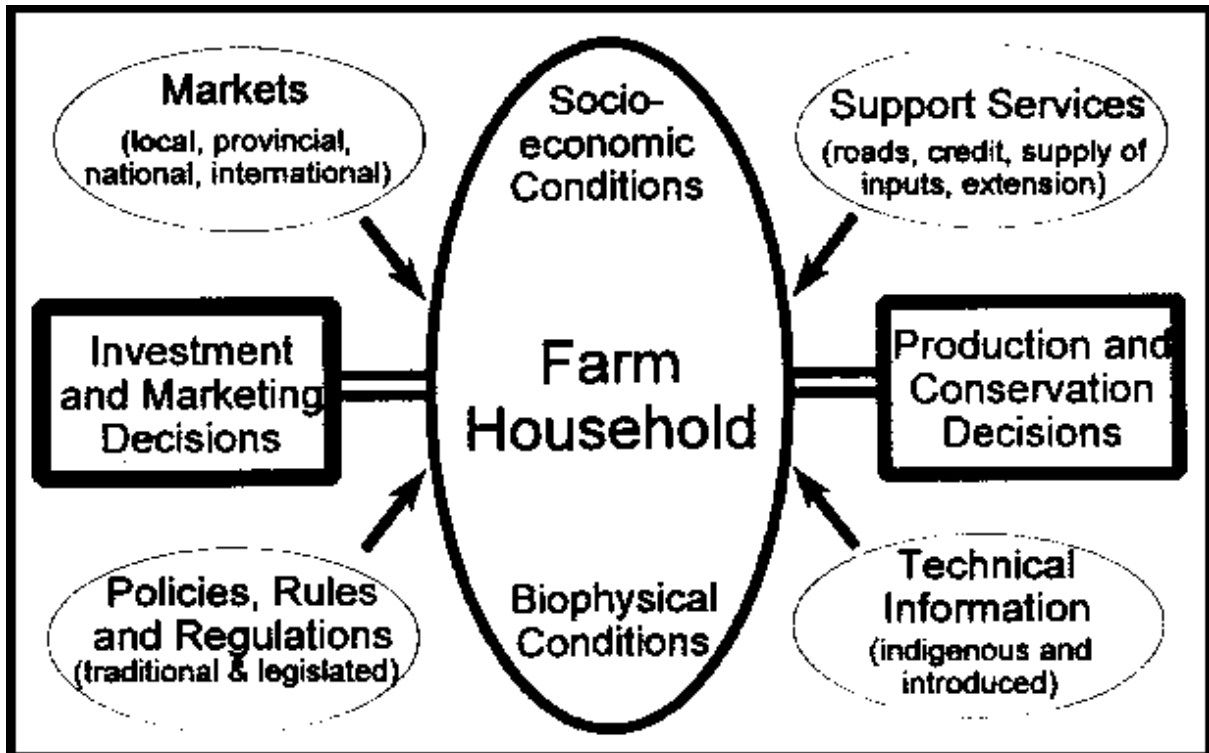 Markets
(local, provincial,
national, international)
Socio-
economic
Conditions
Support Services
(roads, credit, supply of
inputs, extension)
Investment
and Marketing
Decisions
Farm
Household
Production and
Conservation
Decisions
Policies, Rules
and Regulations
(traditional & legislated)
Biophysical
Conditions
Technical
Information
(indigenous and
introduced)